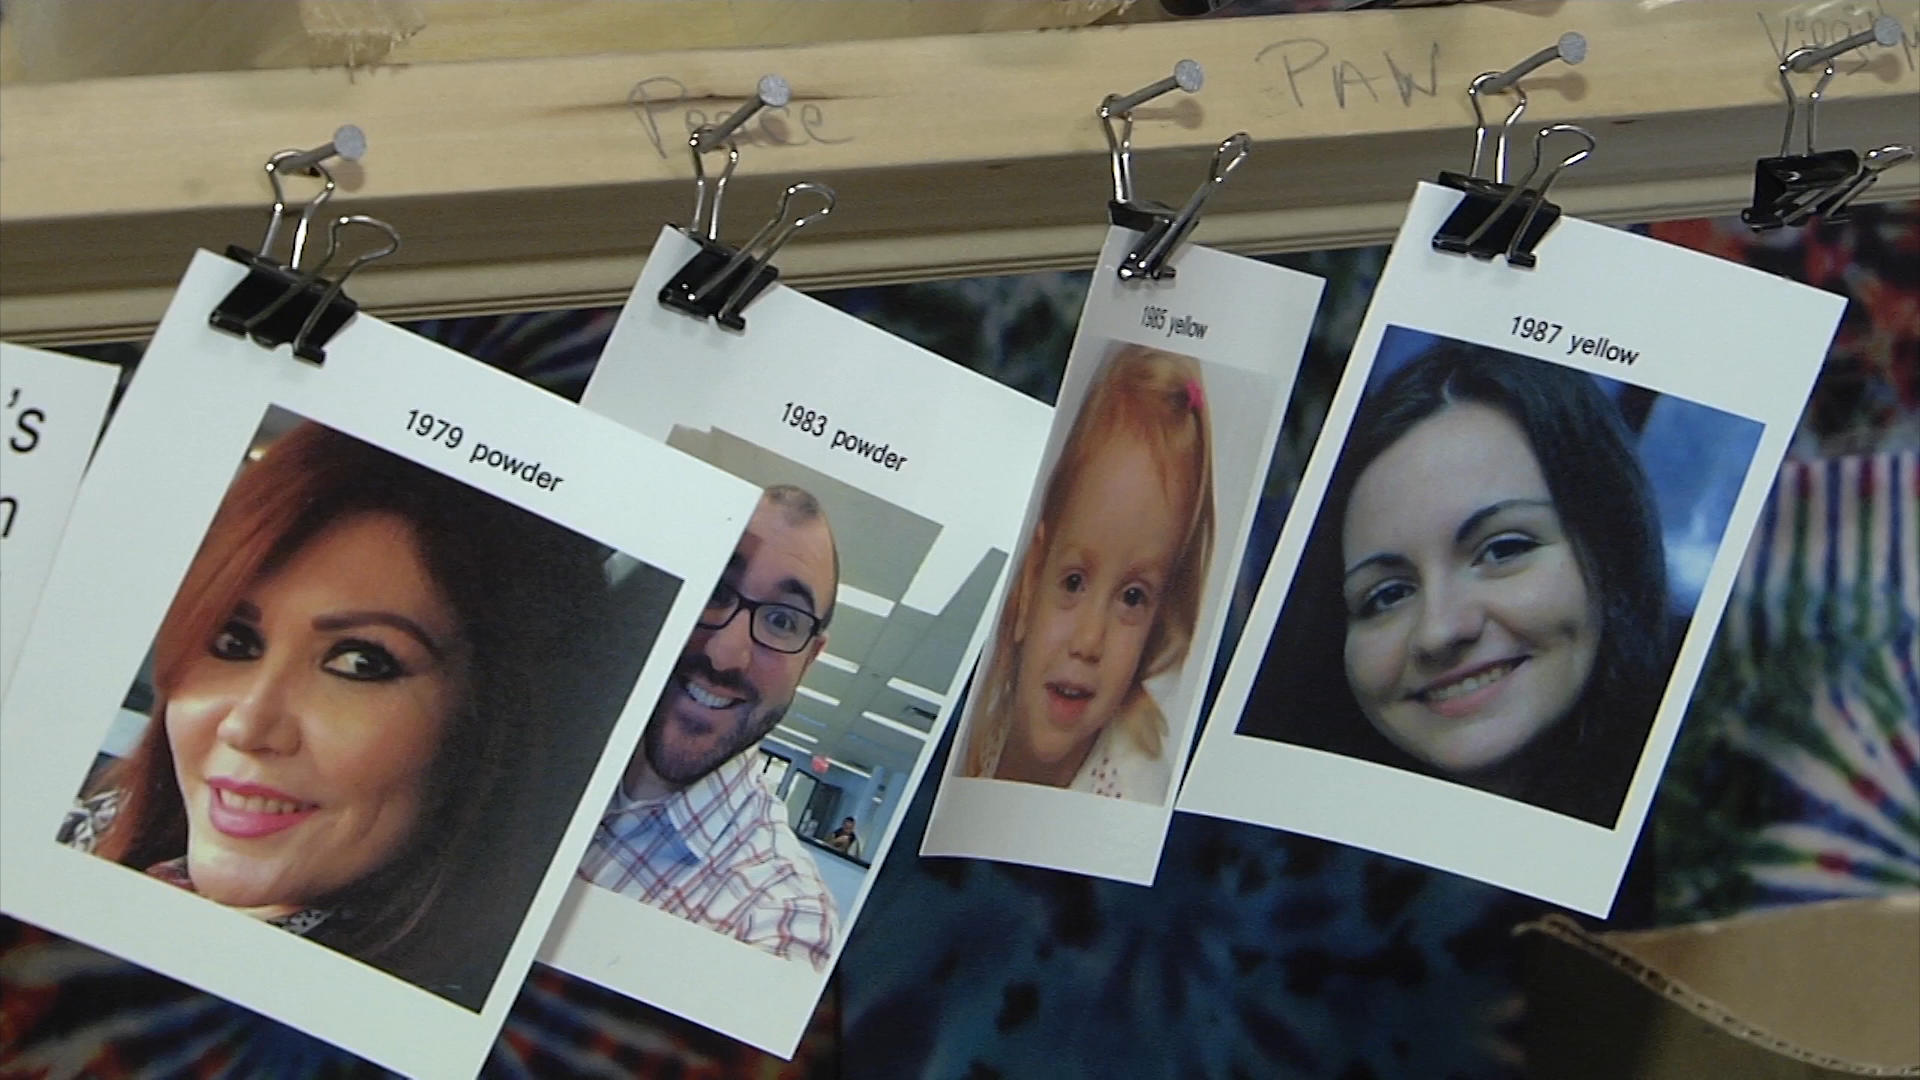 Peace
PAW
's
n
1979 powder
1983 powder
1985 yellow
1987 yellow